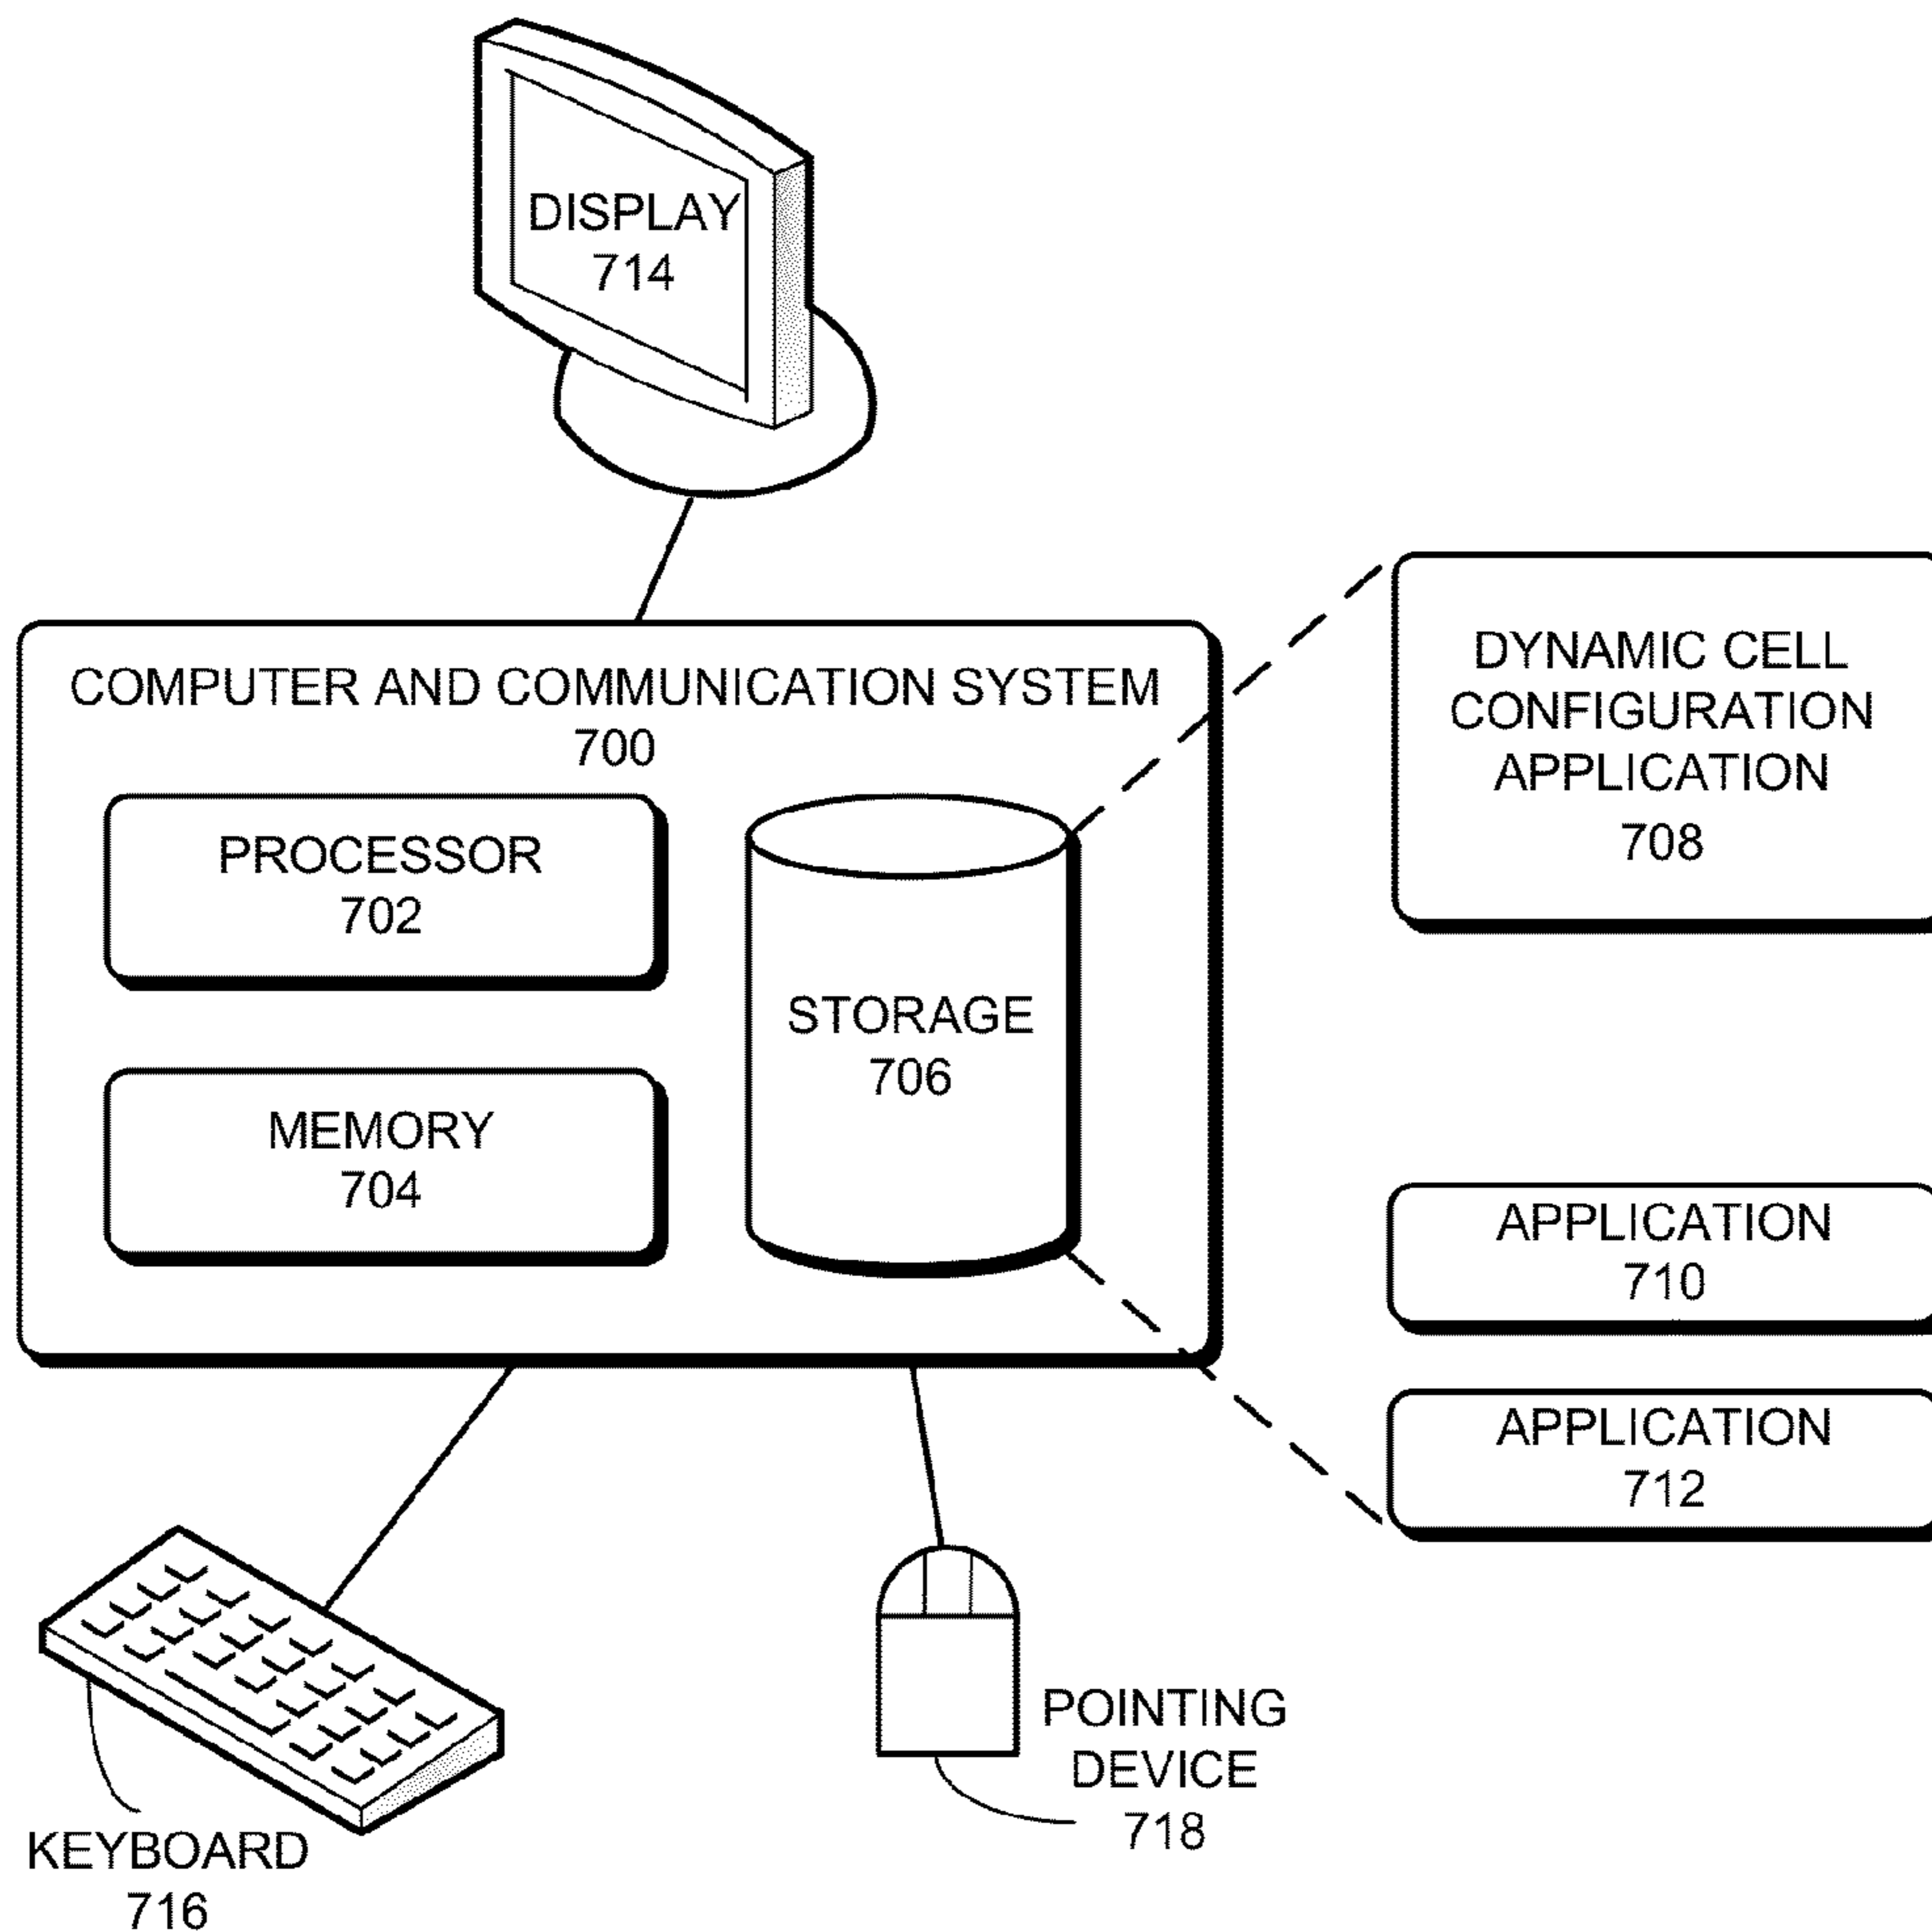 DISPLAY
714
COMPUTER AND COMMUNICATION SYSTEM
700
PROCESSOR
702
MEMORY
704
STORAGE
706
DYNAMIC CELL
CONFIGURATION
APPLICATION
708
APPLICATION
710
APPLICATION
712
KEYBOARD
716
POINTING
DEVICE
718